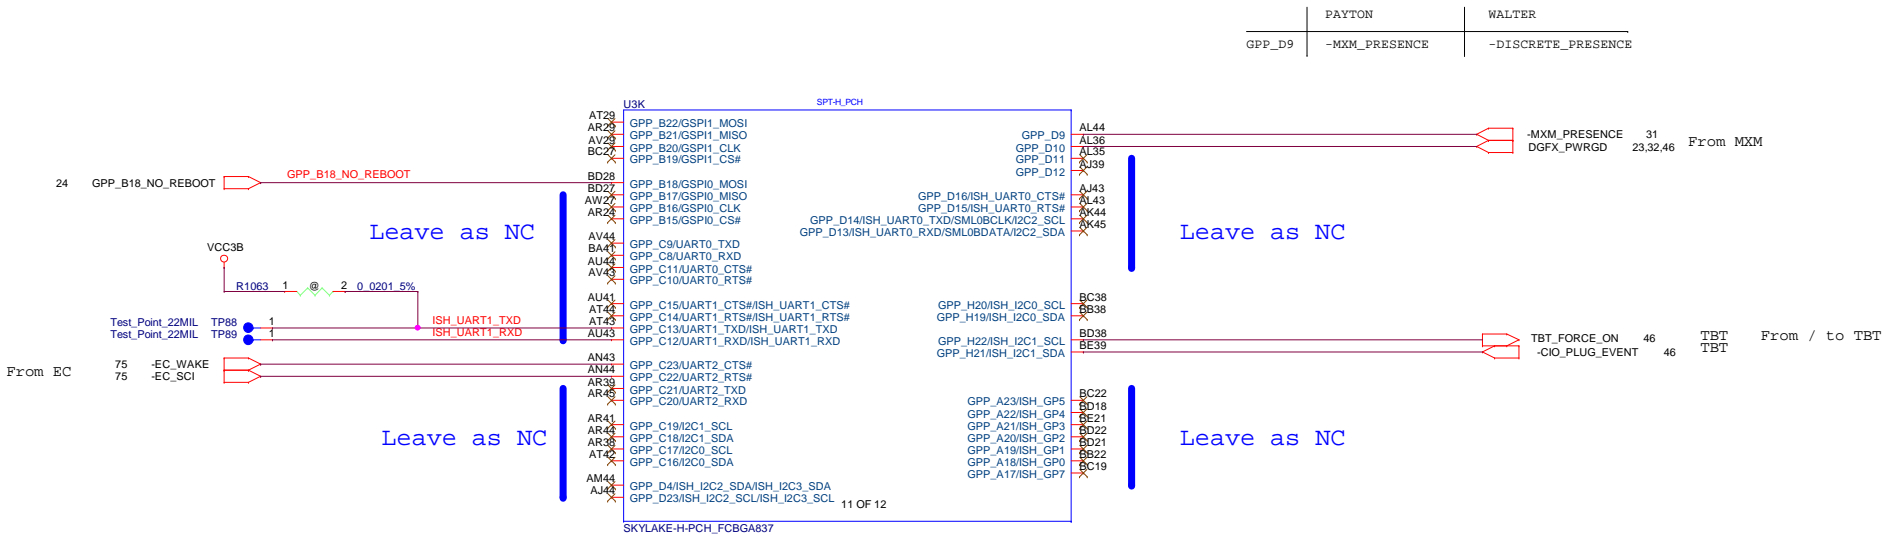 PAYTON WALTER
GPP_D9 -MXM_PRESENCE -DISCRETE_PRESENCE
U3K SPT-H_PCH
AT29 GPP_B22/GSPI1_MOSI
AR29 GPP_B21/GSPI1_MISO
AV29 GPP_B20/GSPI1_CLK
BC27 GPP_B19/GSPI1_CS#
24 GPP_B18_NO_REBOOT GPP_B18_NO_REBOOT BD28 GPP_B18/GSPI0_MOSI
BD27 GPP_B17/GSPI0_MISO
AW27 GPP_B16/GSPI0_CLK
AR24 GPP_B15/GSPI0_CS#
Leave as NC
AV44 GPP_C9/UART0_TXD
BA41 GPP_C8/UART0_RXD
AU44 GPP_C11/UART0_CTS#
AV43 GPP_C10/UART0_RTS#
VCC3B
R1063 1 @ 2 0_0201_5%
AU41 GPP_C15/UART1_CTS#/ISH_UART1_CTS#
AT44 GPP_C14/UART1_RTS#/ISH_UART1_RTS#
Test_Point_22MIL TP88 1 ISH_UART1_TXD AT43 GPP_C13/UART1_TXD/ISH_UART1_TXD
Test_Point_22MIL TP89 1 ISH_UART1_RXD AU43 GPP_C12/UART1_RXD/ISH_UART1_RXD
From EC
75 -EC_WAKE AN43 GPP_C23/UART2_CTS#
75 -EC_SCI AN44 GPP_C22/UART2_RTS#
AR39 GPP_C21/UART2_TXD
AR45 GPP_C20/UART2_RXD
Leave as NC
AR41 GPP_C19/I2C1_SCL
AR44 GPP_C18/I2C1_SDA
AR38 GPP_C17/I2C0_SCL
AT42 GPP_C16/I2C0_SDA
AM44 GPP_D4/ISH_I2C2_SDA/ISH_I2C3_SDA
AJ44 GPP_D23/ISH_I2C2_SCL/ISH_I2C3_SCL
11 OF 12
SKYLAKE-H-PCH_FCBGA837
GPP_D9 AL44 -MXM_PRESENCE 31
GPP_D10 AL36 DGFX_PWRGD 23,32,46
From MXM
GPP_D11 AL35
GPP_D12 AJ39
GPP_D16/ISH_UART0_CTS# AJ43
GPP_D15/ISH_UART0_RTS# AL43
GPP_D14/ISH_UART0_TXD/SML0BCLK/I2C2_SCL AK44
GPP_D13/ISH_UART0_RXD/SML0BDATA/I2C2_SDA AK45
Leave as NC
GPP_H20/ISH_I2C0_SCL BC38
GPP_H19/ISH_I2C0_SDA BB38
GPP_H22/ISH_I2C1_SCL BD38 TBT_FORCE_ON 46 TBT
GPP_H21/ISH_I2C1_SDA BE39 -CIO_PLUG_EVENT 46 TBT
From / to TBT
GPP_A23/ISH_GP5 BC22
GPP_A22/ISH_GP4 BD18
GPP_A21/ISH_GP3 BE21
GPP_A20/ISH_GP2 BD22
GPP_A19/ISH_GP1 BD21
GPP_A18/ISH_GP0 BB22
GPP_A17/ISH_GP7 BC19
Leave as NC